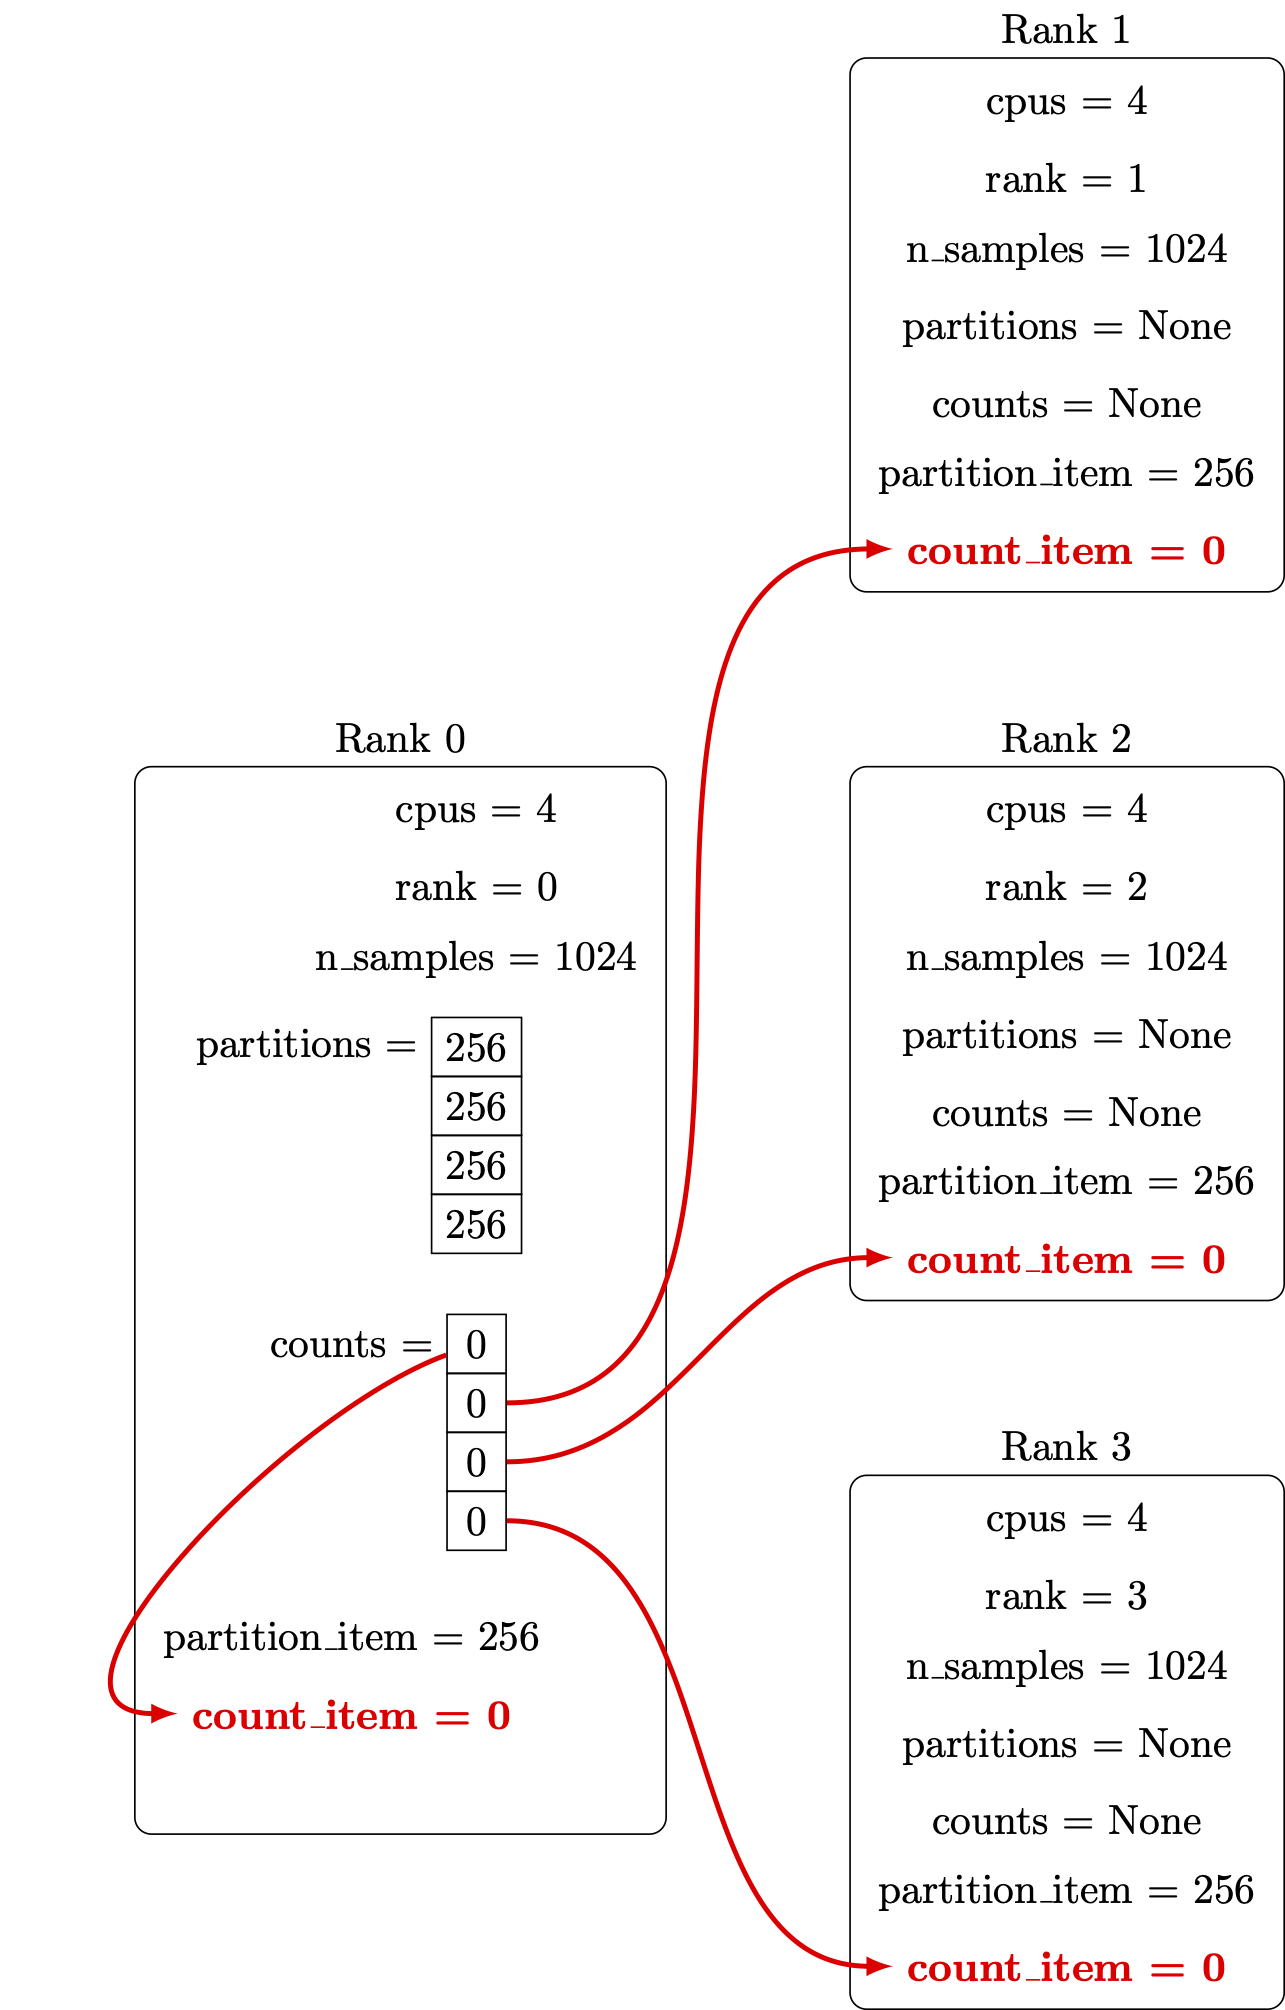 Rank 1
cpus = 4
rank = 1
n_samples = 1024
partitions = None
counts = None
partition_item = 256
count_item = 0
Rank 0
cpus = 4
rank = 0
n_samples = 1024
partitions = 256
256
256
256
counts = 0
0
0
0
partition_item = 256
count_item = 0
Rank 2
cpus = 4
rank = 2
n_samples = 1024
partitions = None
counts = None
partition_item = 256
count_item = 0
Rank 3
cpus = 4
rank = 3
n_samples = 1024
partitions = None
counts = None
partition_item = 256
count_item = 0